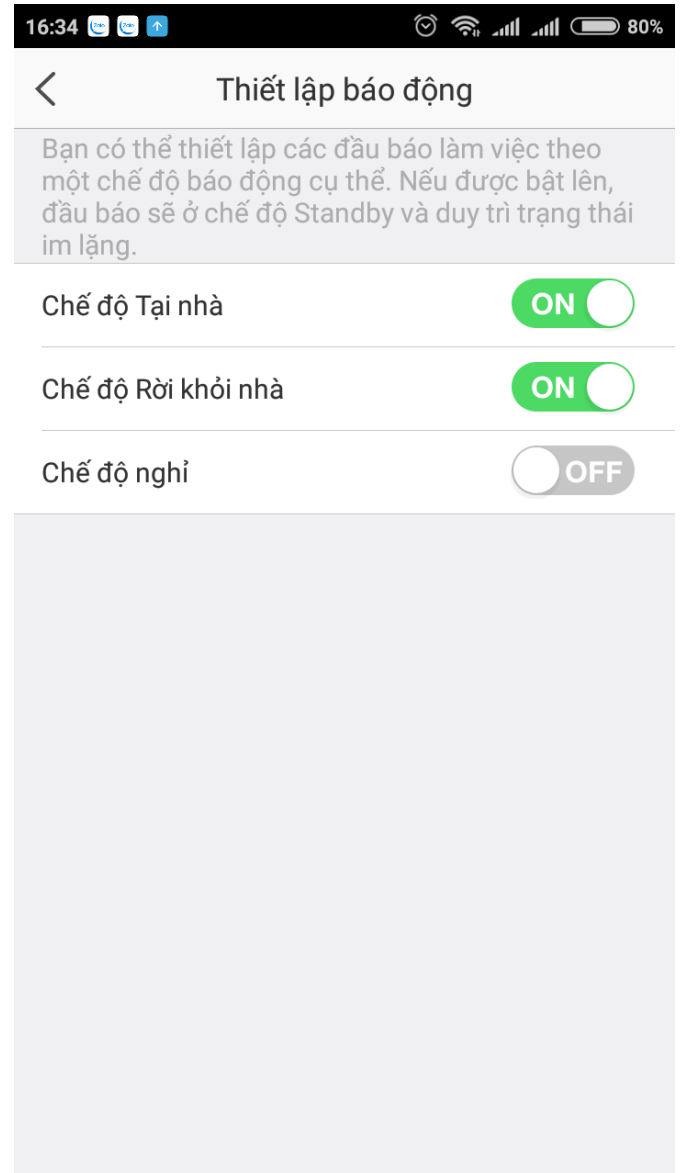 16:34 80%
Thiết lập báo động
Bạn có thể thiết lập các đầu báo làm việc theo
một chế độ báo động cụ thể. Nếu được bật lên,
đầu báo sẽ ở chế độ Standby và duy trì trạng thái
im lặng.
Chế độ Tại nhà ON
Chế độ Rời khỏi nhà ON
Chế độ nghỉ OFF